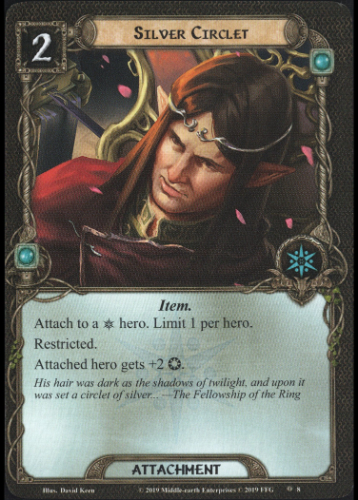 2
SILVER CIRCLET
Item.
Attach to a hero. Limit 1 per hero.
Restricted.
Attached hero gets +2 .
His hair was dark as the shadows of twilight, and upon it
was set a circlet of silver... —The Fellowship of the Ring
Illus. David Keen © 2019 Middle-earth Enterprises © 2019 FFG 8
ATTACHMENT